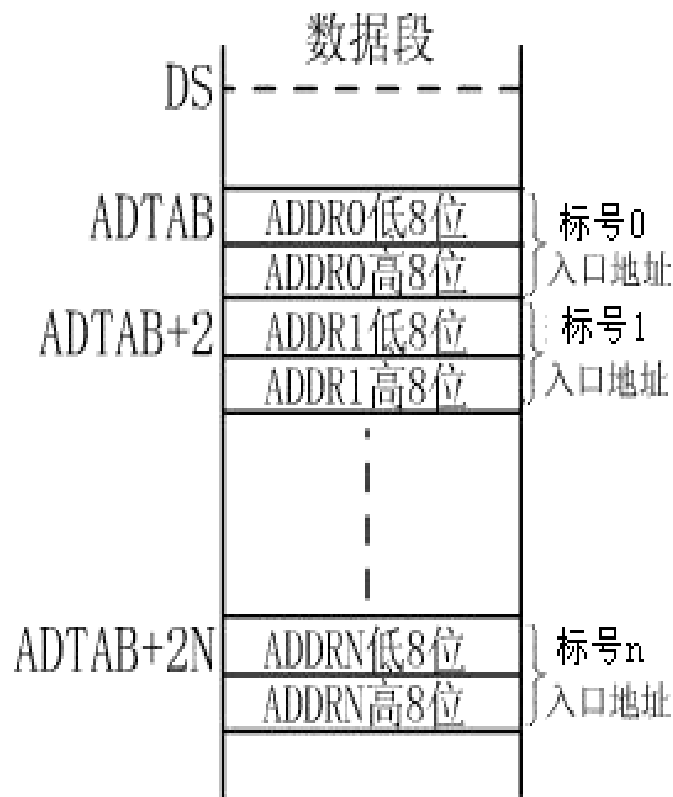 数据段
DS
ADTAB
ADDR0低8位
标号0
ADDR0高8位
入口地址
ADTAB+2
ADDR1低8位
标号1
ADDR1高8位
入口地址
ADTAB+2N
ADDRN低8位
标号n
ADDRN高8位
入口地址